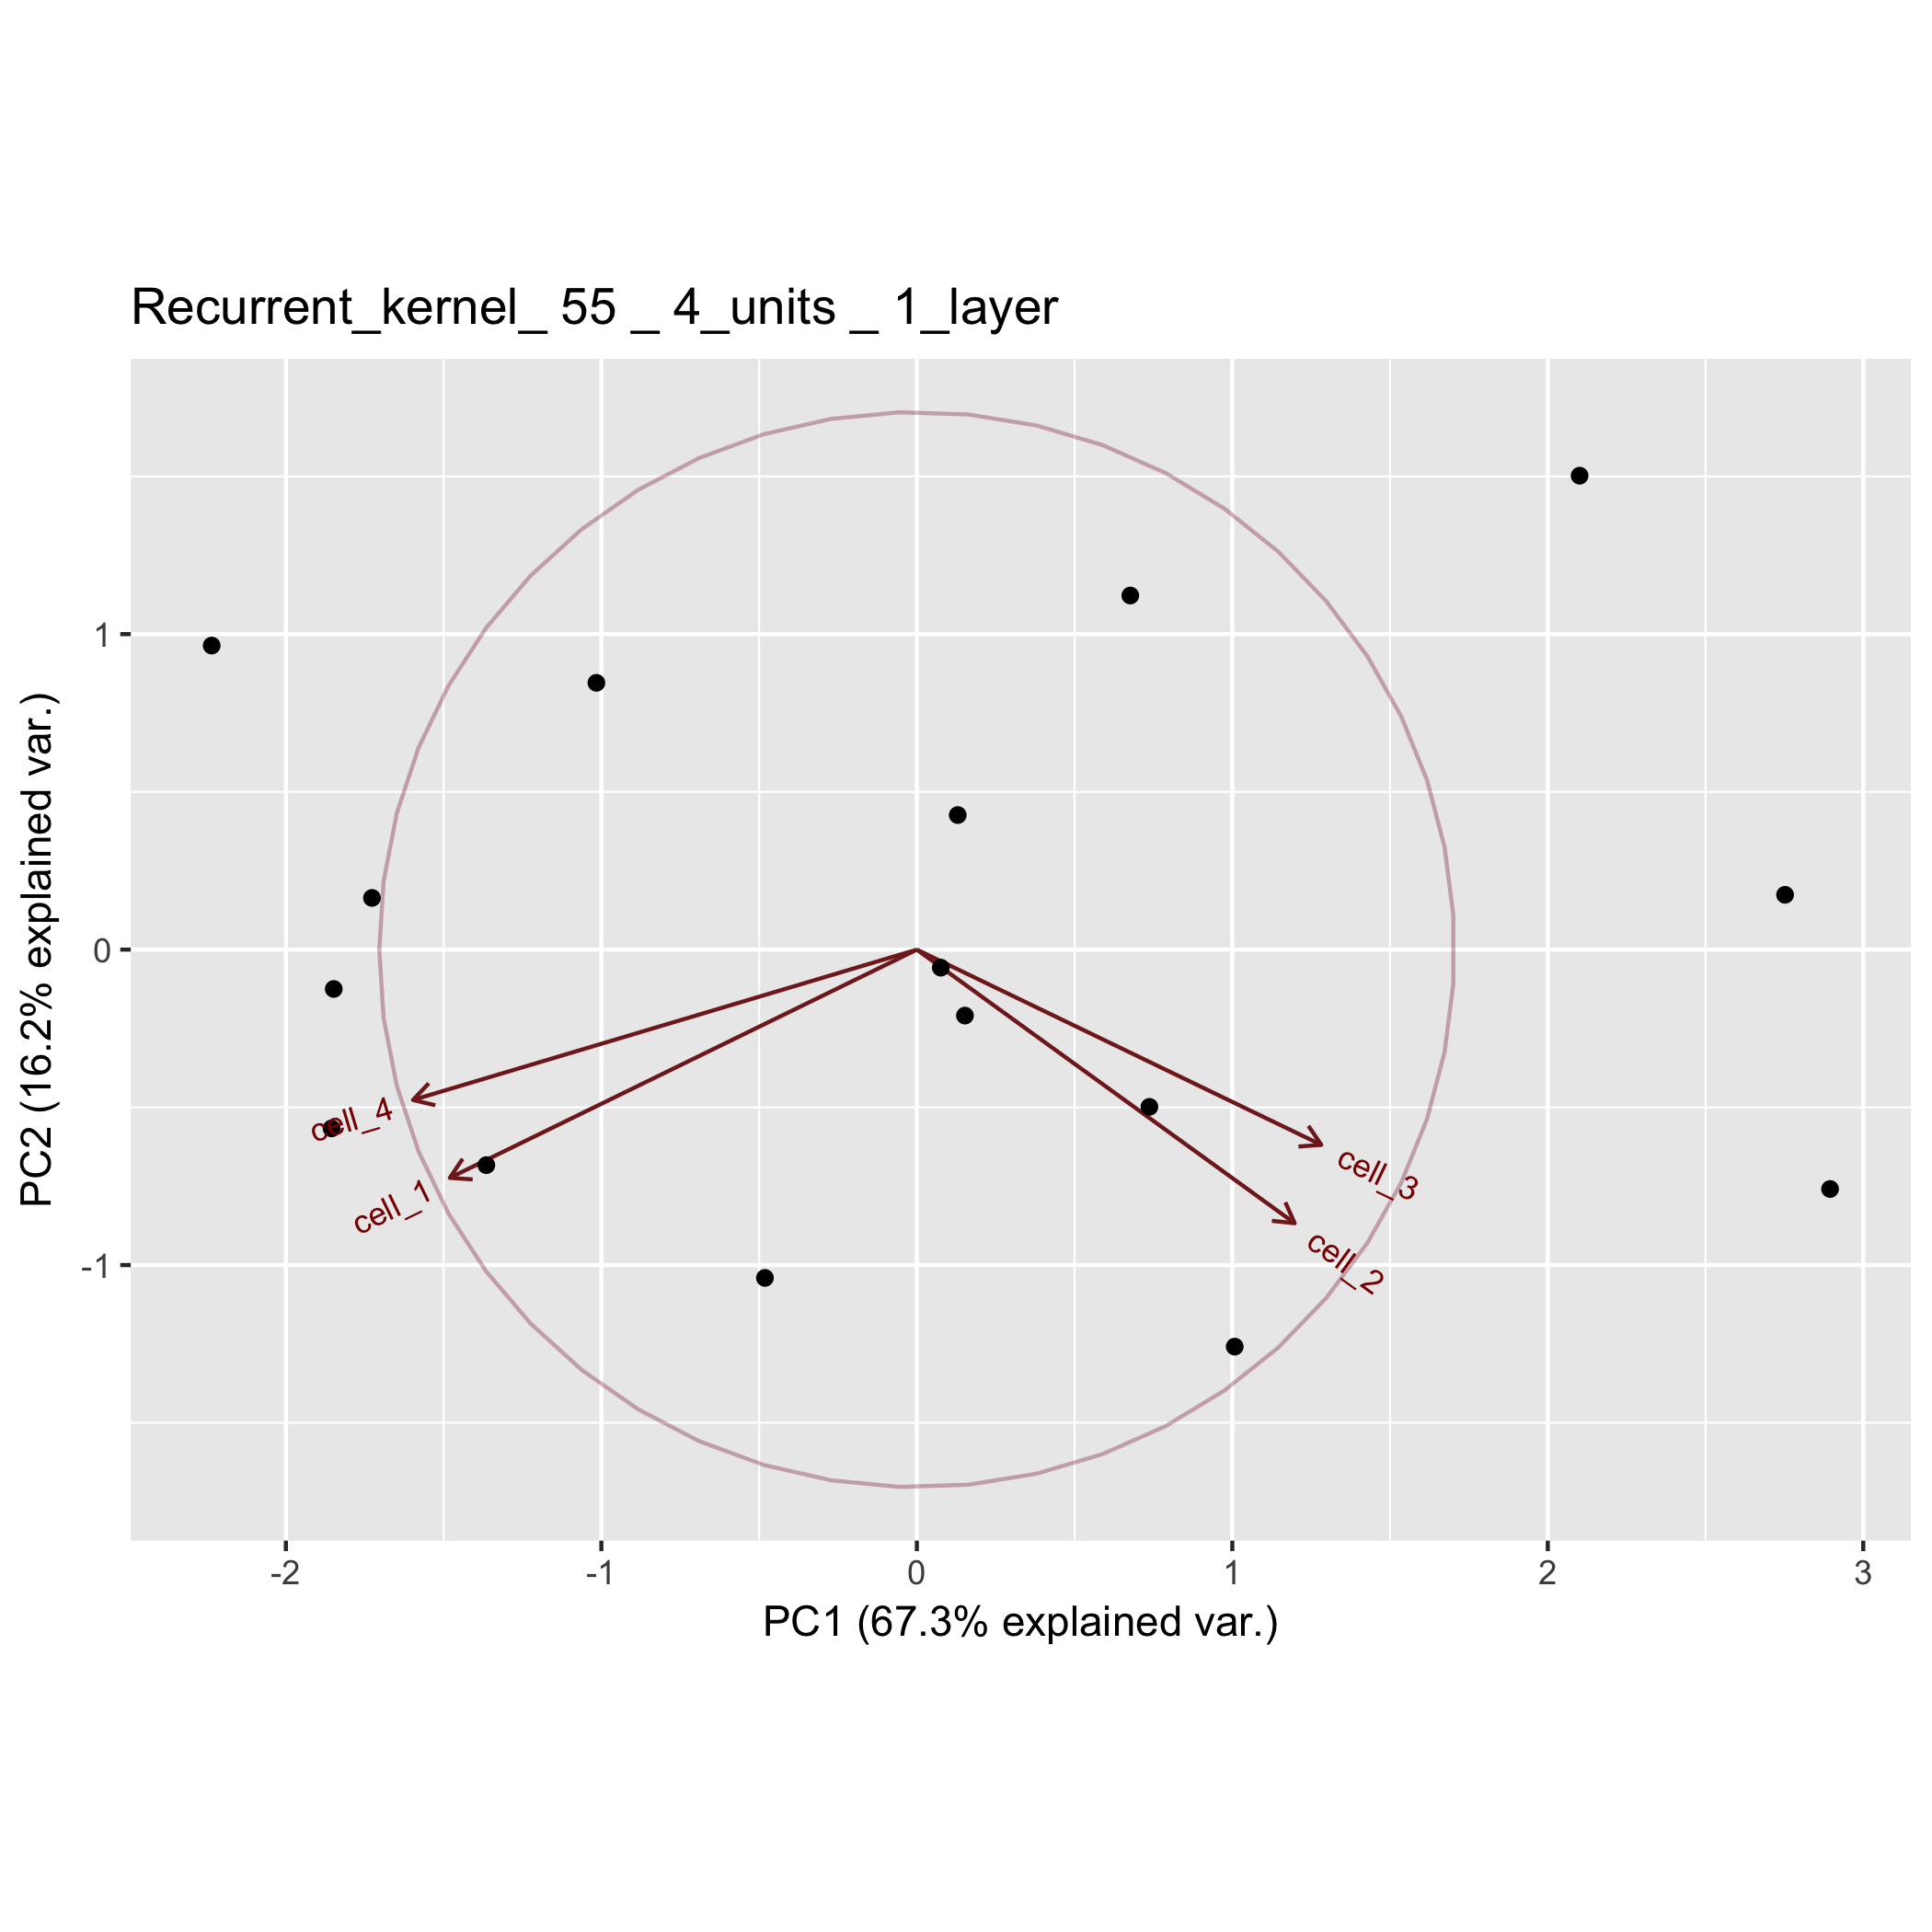 Recurrent_kernel_ 55 _ 4_units _ 1_layer
PC2 (16.2% explained var.)
1
0
-1
cell_4
cell_1
cell_3
cell_2
-2
-1
0
1
2
3
PC1 (67.3% explained var.)